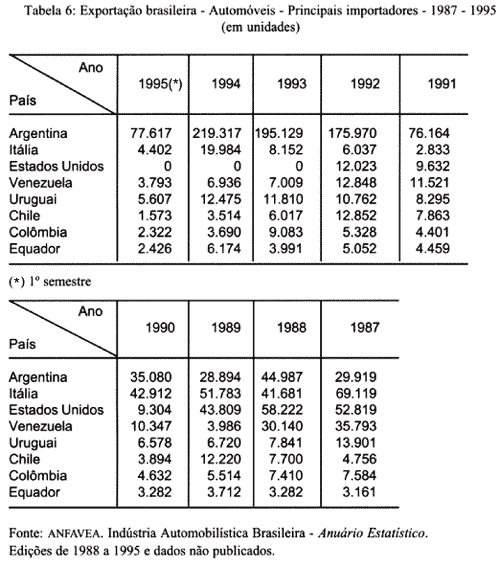 Tabela 6: Exportação brasileira - Automóveis - Principais importadores - 1987 - 1995
(em unidades)
Ano
País
1995(*) 1994 1993 1992 1991
Argentina 77.617 219.317 195.129 175.970 76.164
Itália 4.402 19.984 8.152 6.037 2.833
Estados Unidos 0 0 0 12.023 9.632
Venezuela 3.793 6.936 7.009 12.848 11.521
Uruguai 5.607 12.475 11.810 10.762 8.295
Chile 1.573 3.514 6.017 12.852 7.863
Colômbia 2.322 3.690 9.083 5.328 4.401
Equador 2.426 6.174 3.991 5.052 4.459
(*) 1º semestre
Ano
País
1990 1989 1988 1987
Argentina 35.080 28.894 44.987 29.919
Itália 42.912 51.783 41.681 69.119
Estados Unidos 9.304 43.809 58.222 52.819
Venezuela 10.347 3.986 30.140 35.793
Uruguai 6.578 6.720 7.841 13.901
Chile 3.894 12.220 7.700 4.756
Colômbia 4.632 5.514 7.410 7.584
Equador 3.282 3.712 3.282 3.161
Fonte: ANFAVEA. Indústria Automobilística Brasileira - Anuário Estatístico.
Edições de 1988 a 1995 e dados não publicados.